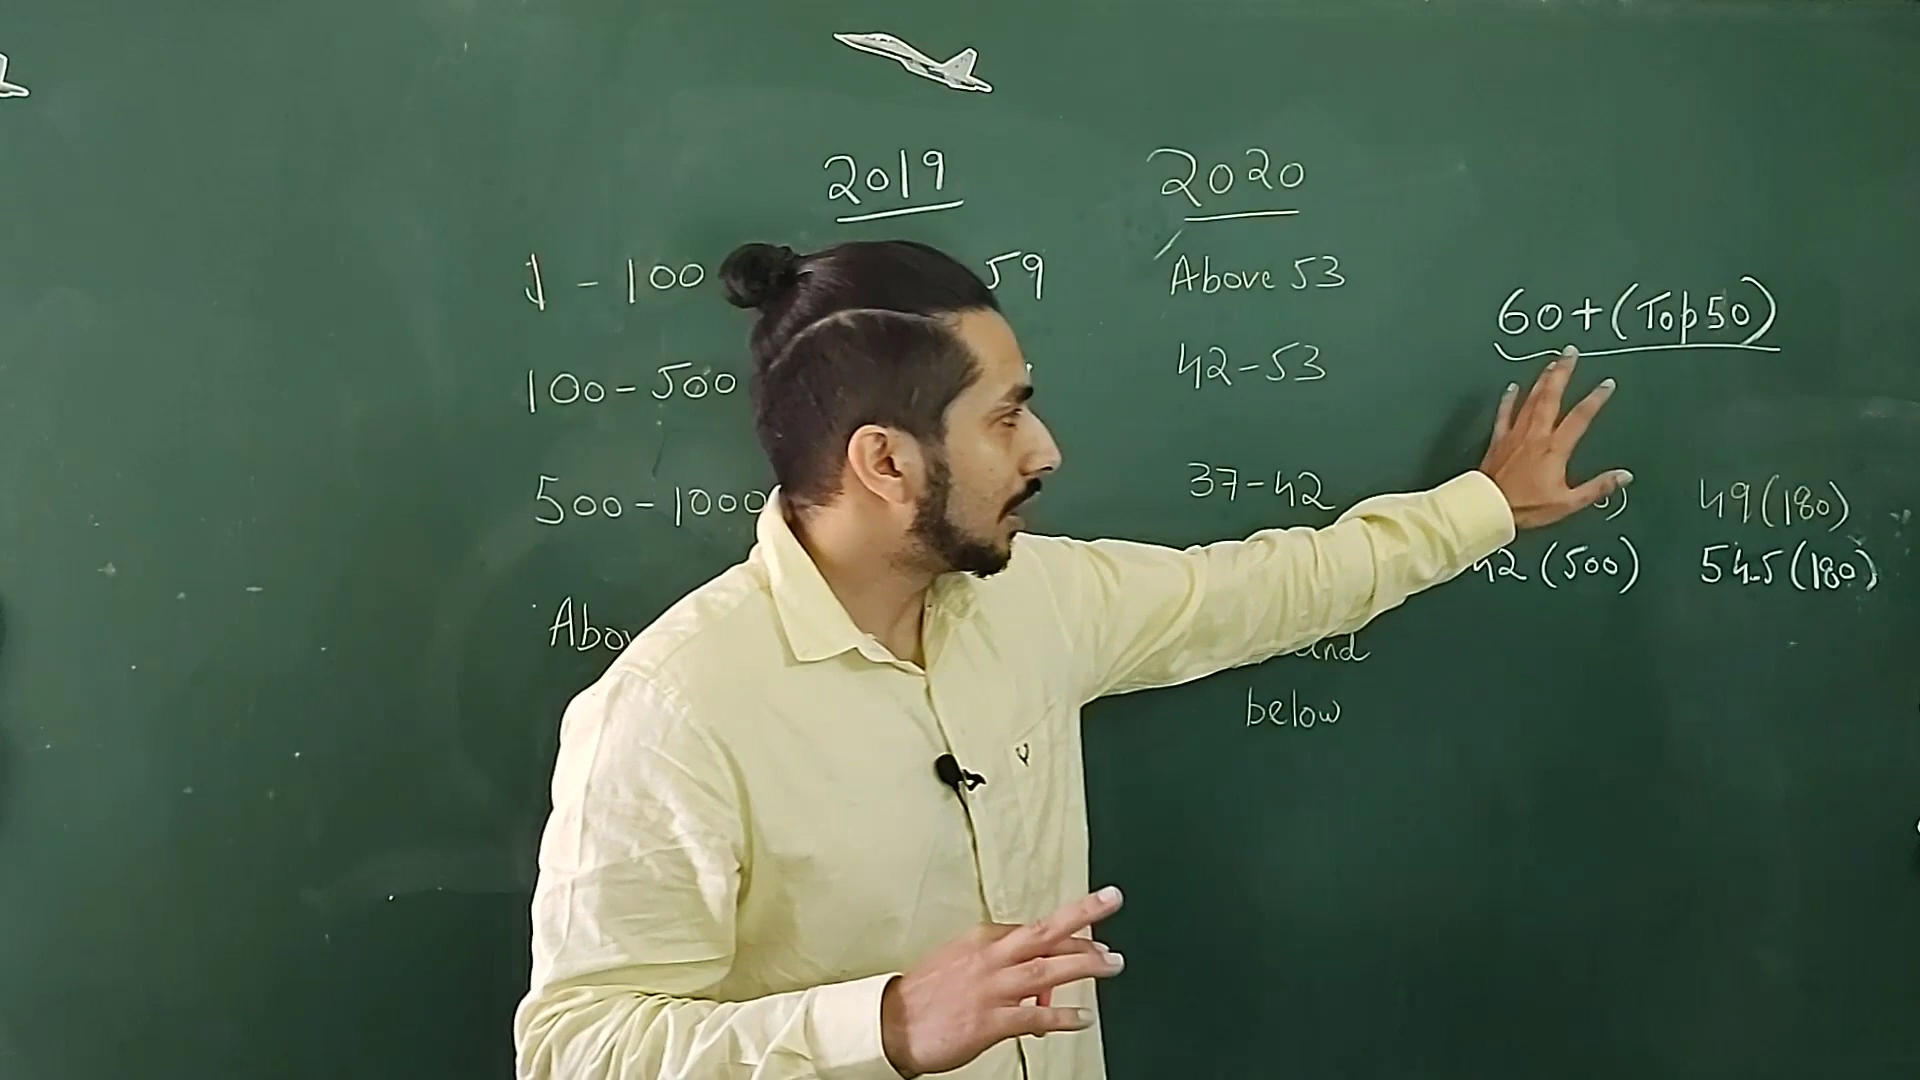 2019 2020
1 - 100 59 Above 53
60+ (Top 50)
100 - 500 42-53
500 - 1000 37-42 49 (180)
42 (500) 54.5 (180)
and
below